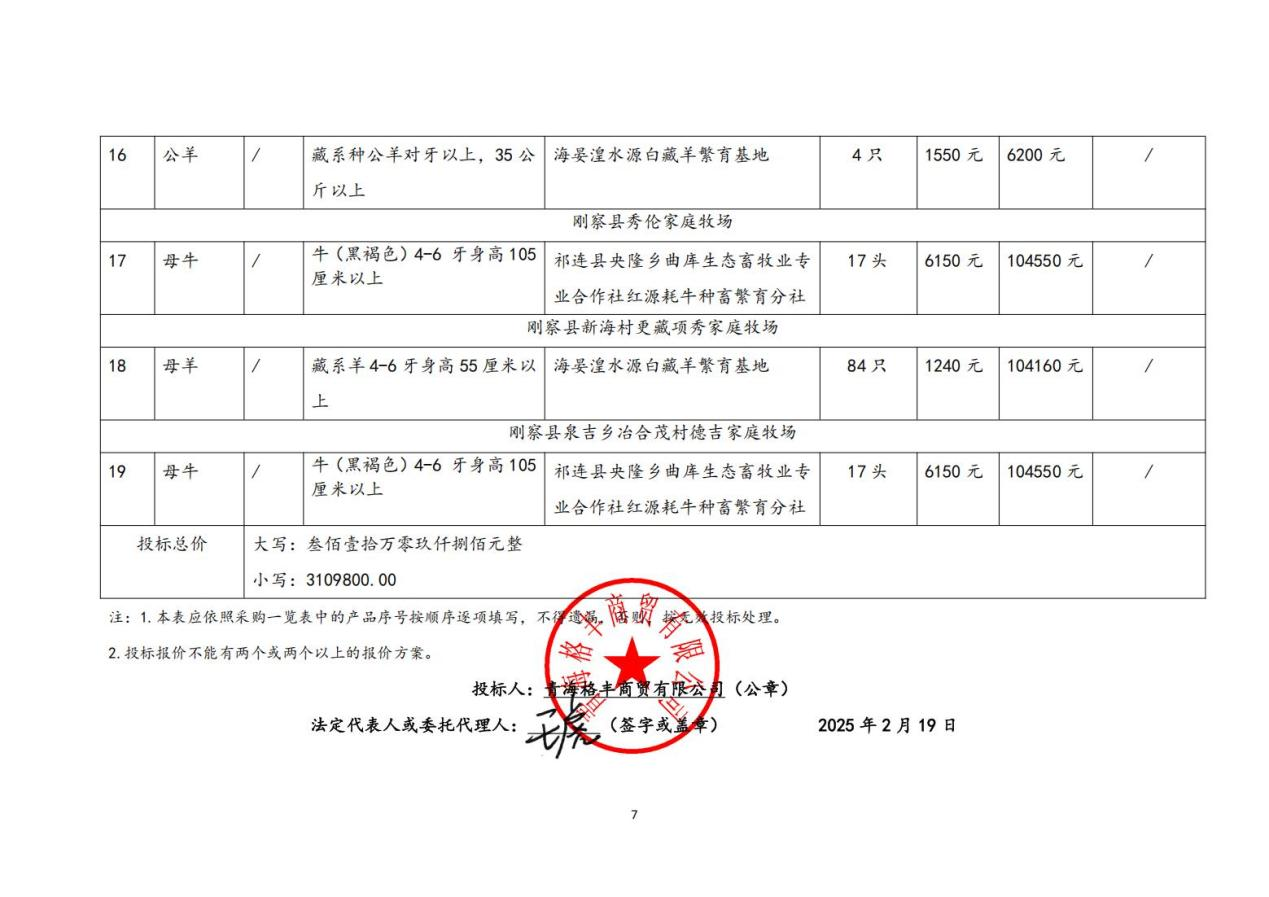 16 公羊 / 藏系种公羊对牙以上，35 公 海晏湟水源白藏羊繁育基地 4 只 1550 元 6200 元 /
斤以上
刚察县秀伦家庭牧场
17 母牛 / 牛（黑褐色）4-6 牙身高 105 祁连县央隆乡曲库生态畜牧业专 17 头 6150 元 104550 元 /
厘米以上 业合作社红源牦牛种畜繁育分社
刚察县新海村更藏项秀家庭牧场
18 母羊 / 藏系羊 4-6 牙身高 55 厘米以 海晏湟水源白藏羊繁育基地 84 只 1240 元 104160 元 /
上
刚察县泉吉乡冶合茂村德吉家庭牧场
19 母牛 / 牛（黑褐色）4-6 牙身高 105 祁连县央隆乡曲库生态畜牧业专 17 头 6150 元 104550 元 /
厘米以上 业合作社红源牦牛种畜繁育分社
投标总价 大写：叁佰壹拾万零玖仟捌佰元整
小写：3109800.00
注：1.本表应依照采购一览表中的产品序号按顺序逐项填写，不得遗漏，否则，按无效投标处理。
2.投标报价不能有两个或两个以上的报价方案。
投标人：青海格丰商贸有限公司（公章）
法定代表人或委托代理人： （签字或盖章） 2025 年 2 月 19 日
青海格丰商贸有限公司
7